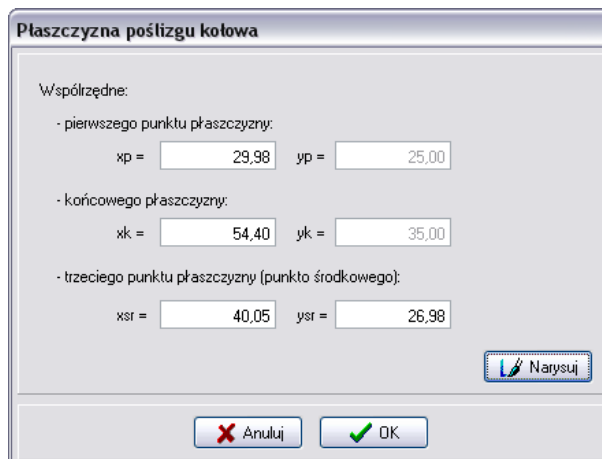 Płaszczyzna poślizgu kołowa
Współrzędne:
- pierwszego punktu płaszczyzny:
xp = 29,98 yp = 25,00
- końcowego płaszczyzny:
xk = 54,40 yk = 35,00
- trzeciego punktu płaszczyzny (punkto środkowego):
xsr = 40,05 ysr = 26,98
Narysuj
Anuluj OK